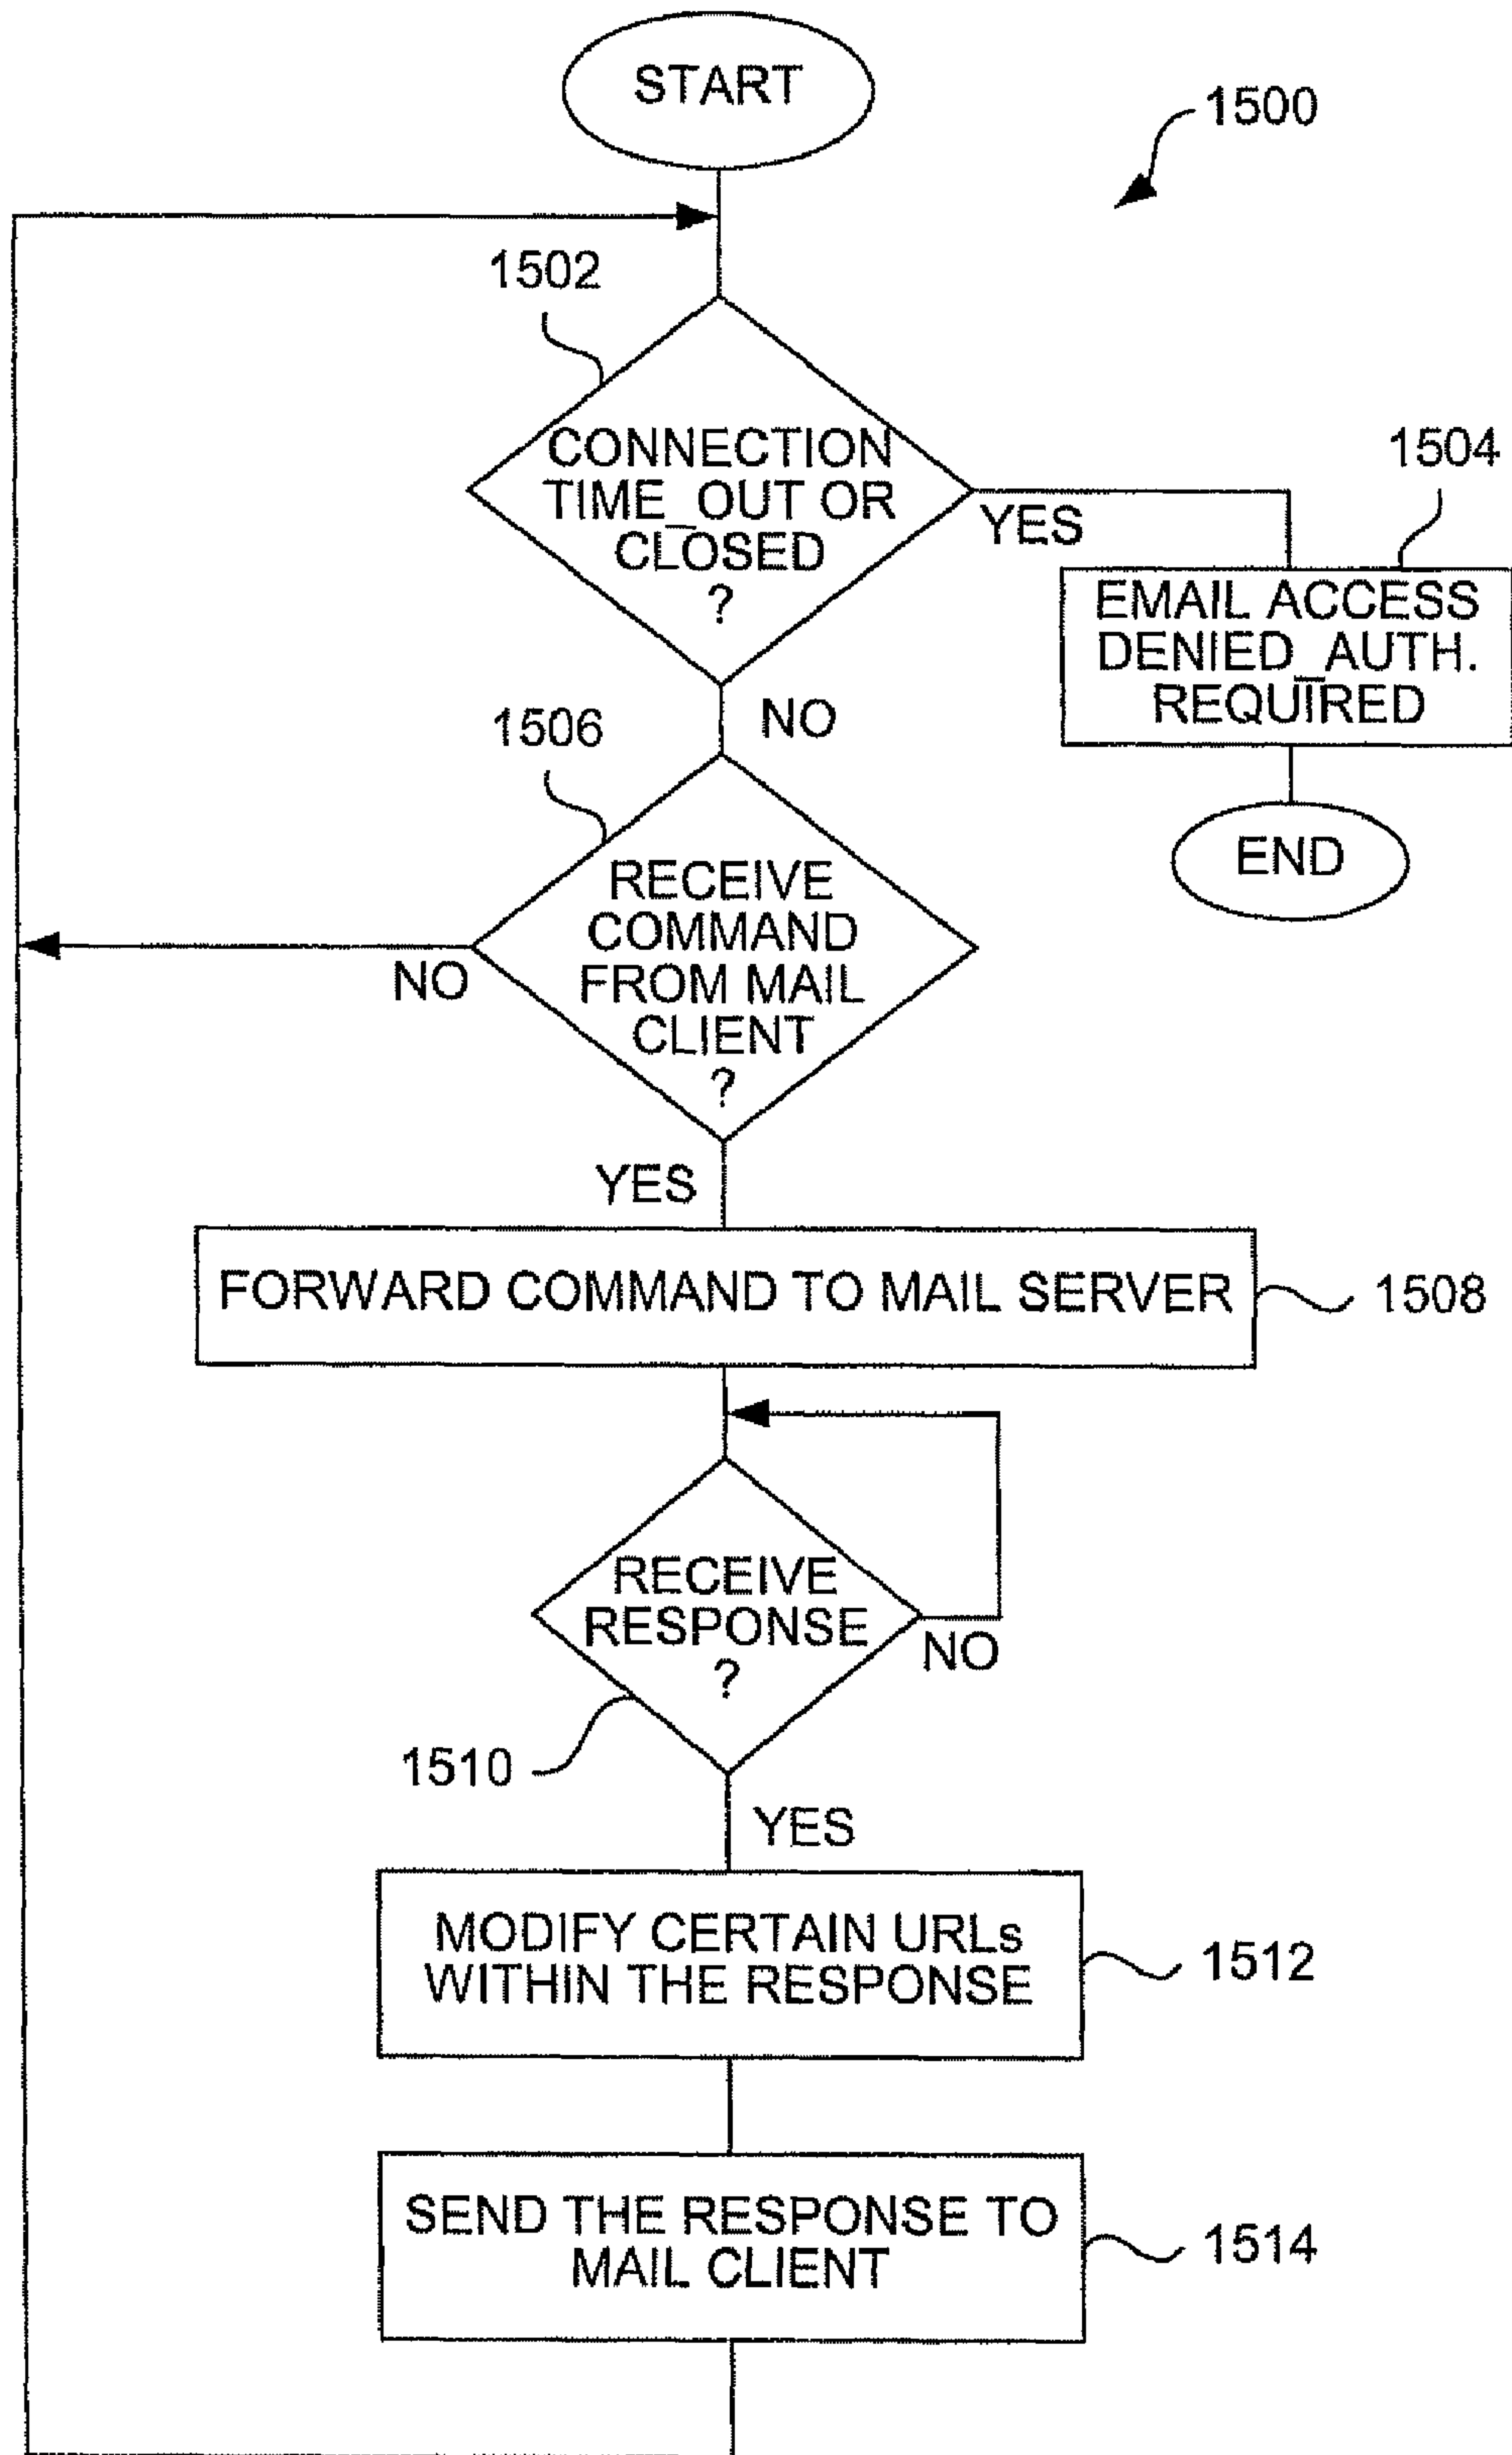 START
1500
1502
CONNECTION
TIME_OUT OR
CLOSED
?
YES
1504
EMAIL ACCESS
DENIED_AUTH.
REQUIRED
END
NO
1506
RECEIVE
COMMAND
FROM MAIL
CLIENT
?
NO
YES
FORWARD COMMAND TO MAIL SERVER
1508
RECEIVE
RESPONSE
?
NO
1510
YES
MODIFY CERTAIN URLs
WITHIN THE RESPONSE
1512
SEND THE RESPONSE TO
MAIL CLIENT
1514